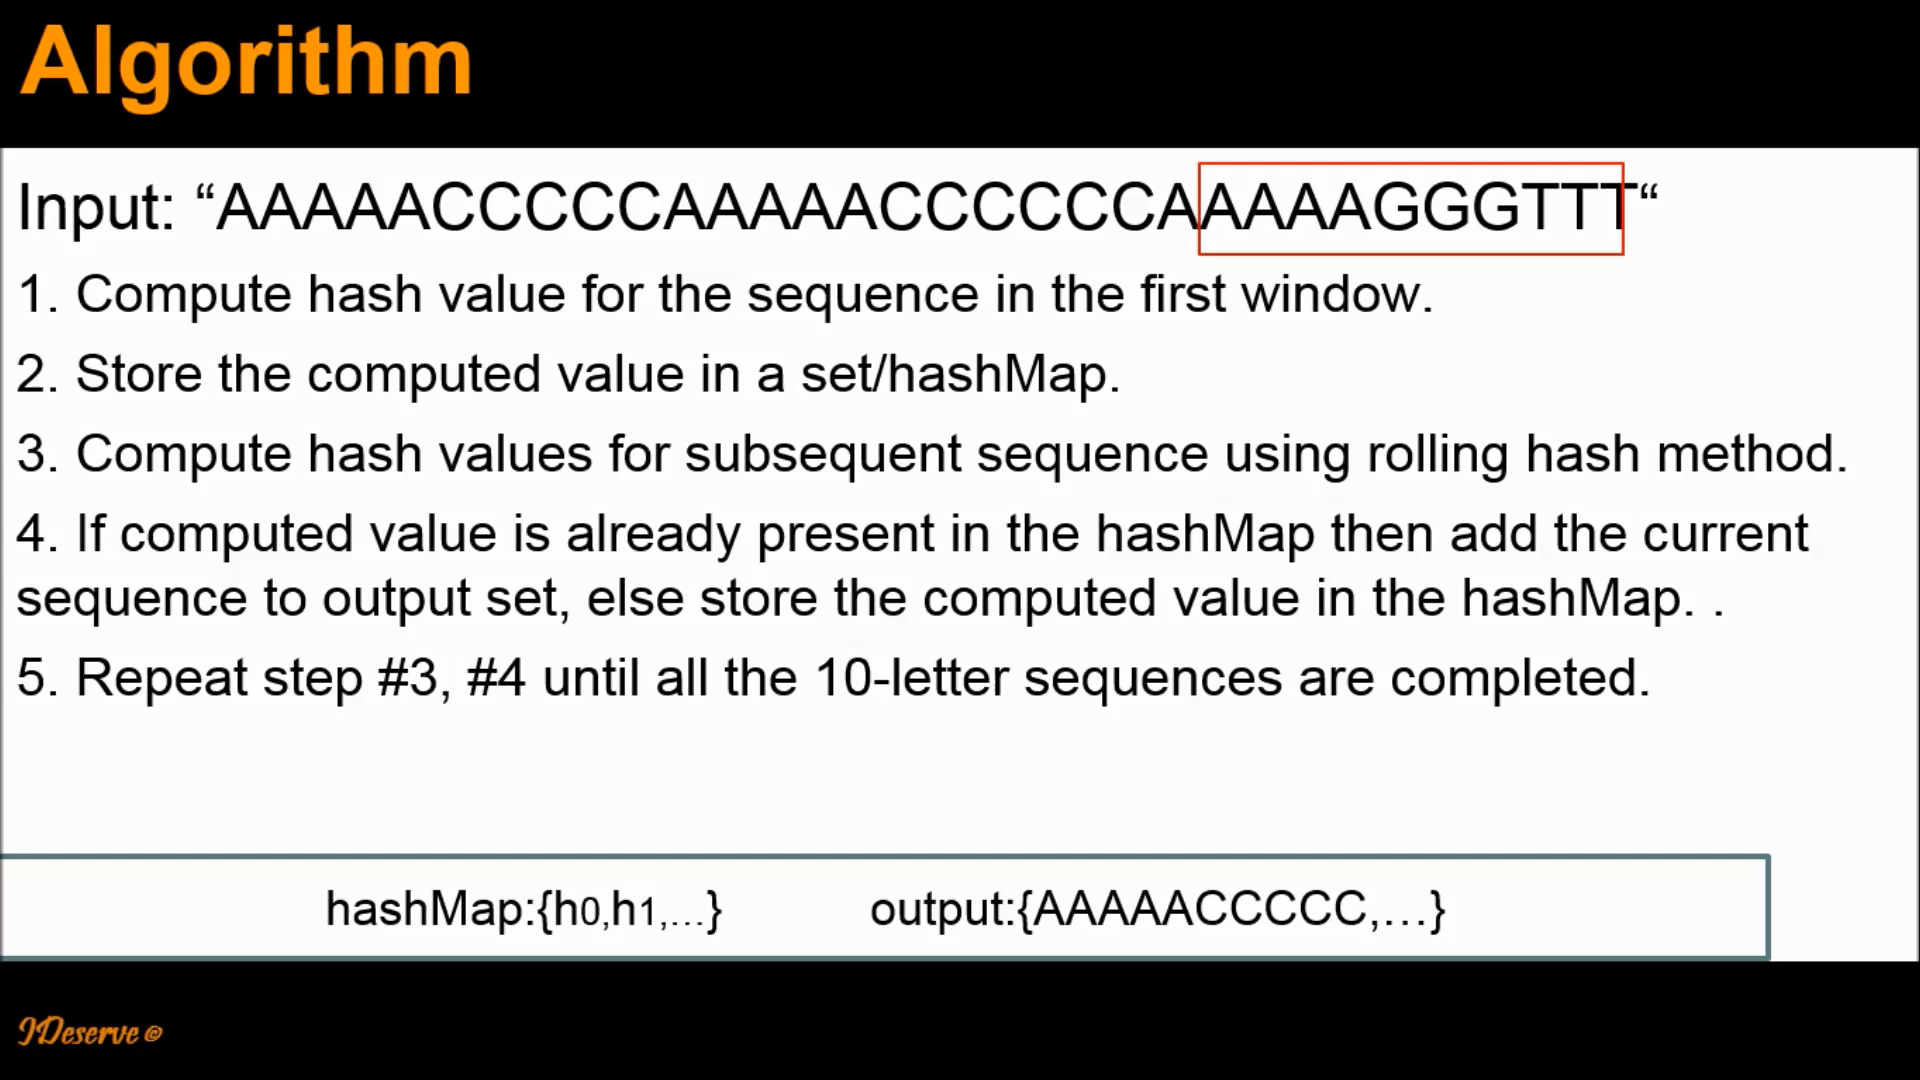 Algorithm
Input: “AAAAACCCCCAAAAACCCCCCAAAAAGGGTTT“
1. Compute hash value for the sequence in the first window.
2. Store the computed value in a set/hashMap.
3. Compute hash values for subsequent sequence using rolling hash method.
4. If computed value is already present in the hashMap then add the current
sequence to output set, else store the computed value in the hashMap. .
5. Repeat step #3, #4 until all the 10-letter sequences are completed.
hashMap:{h0,h1,...} output:{AAAAACCCCC,...}
IDeserve ©